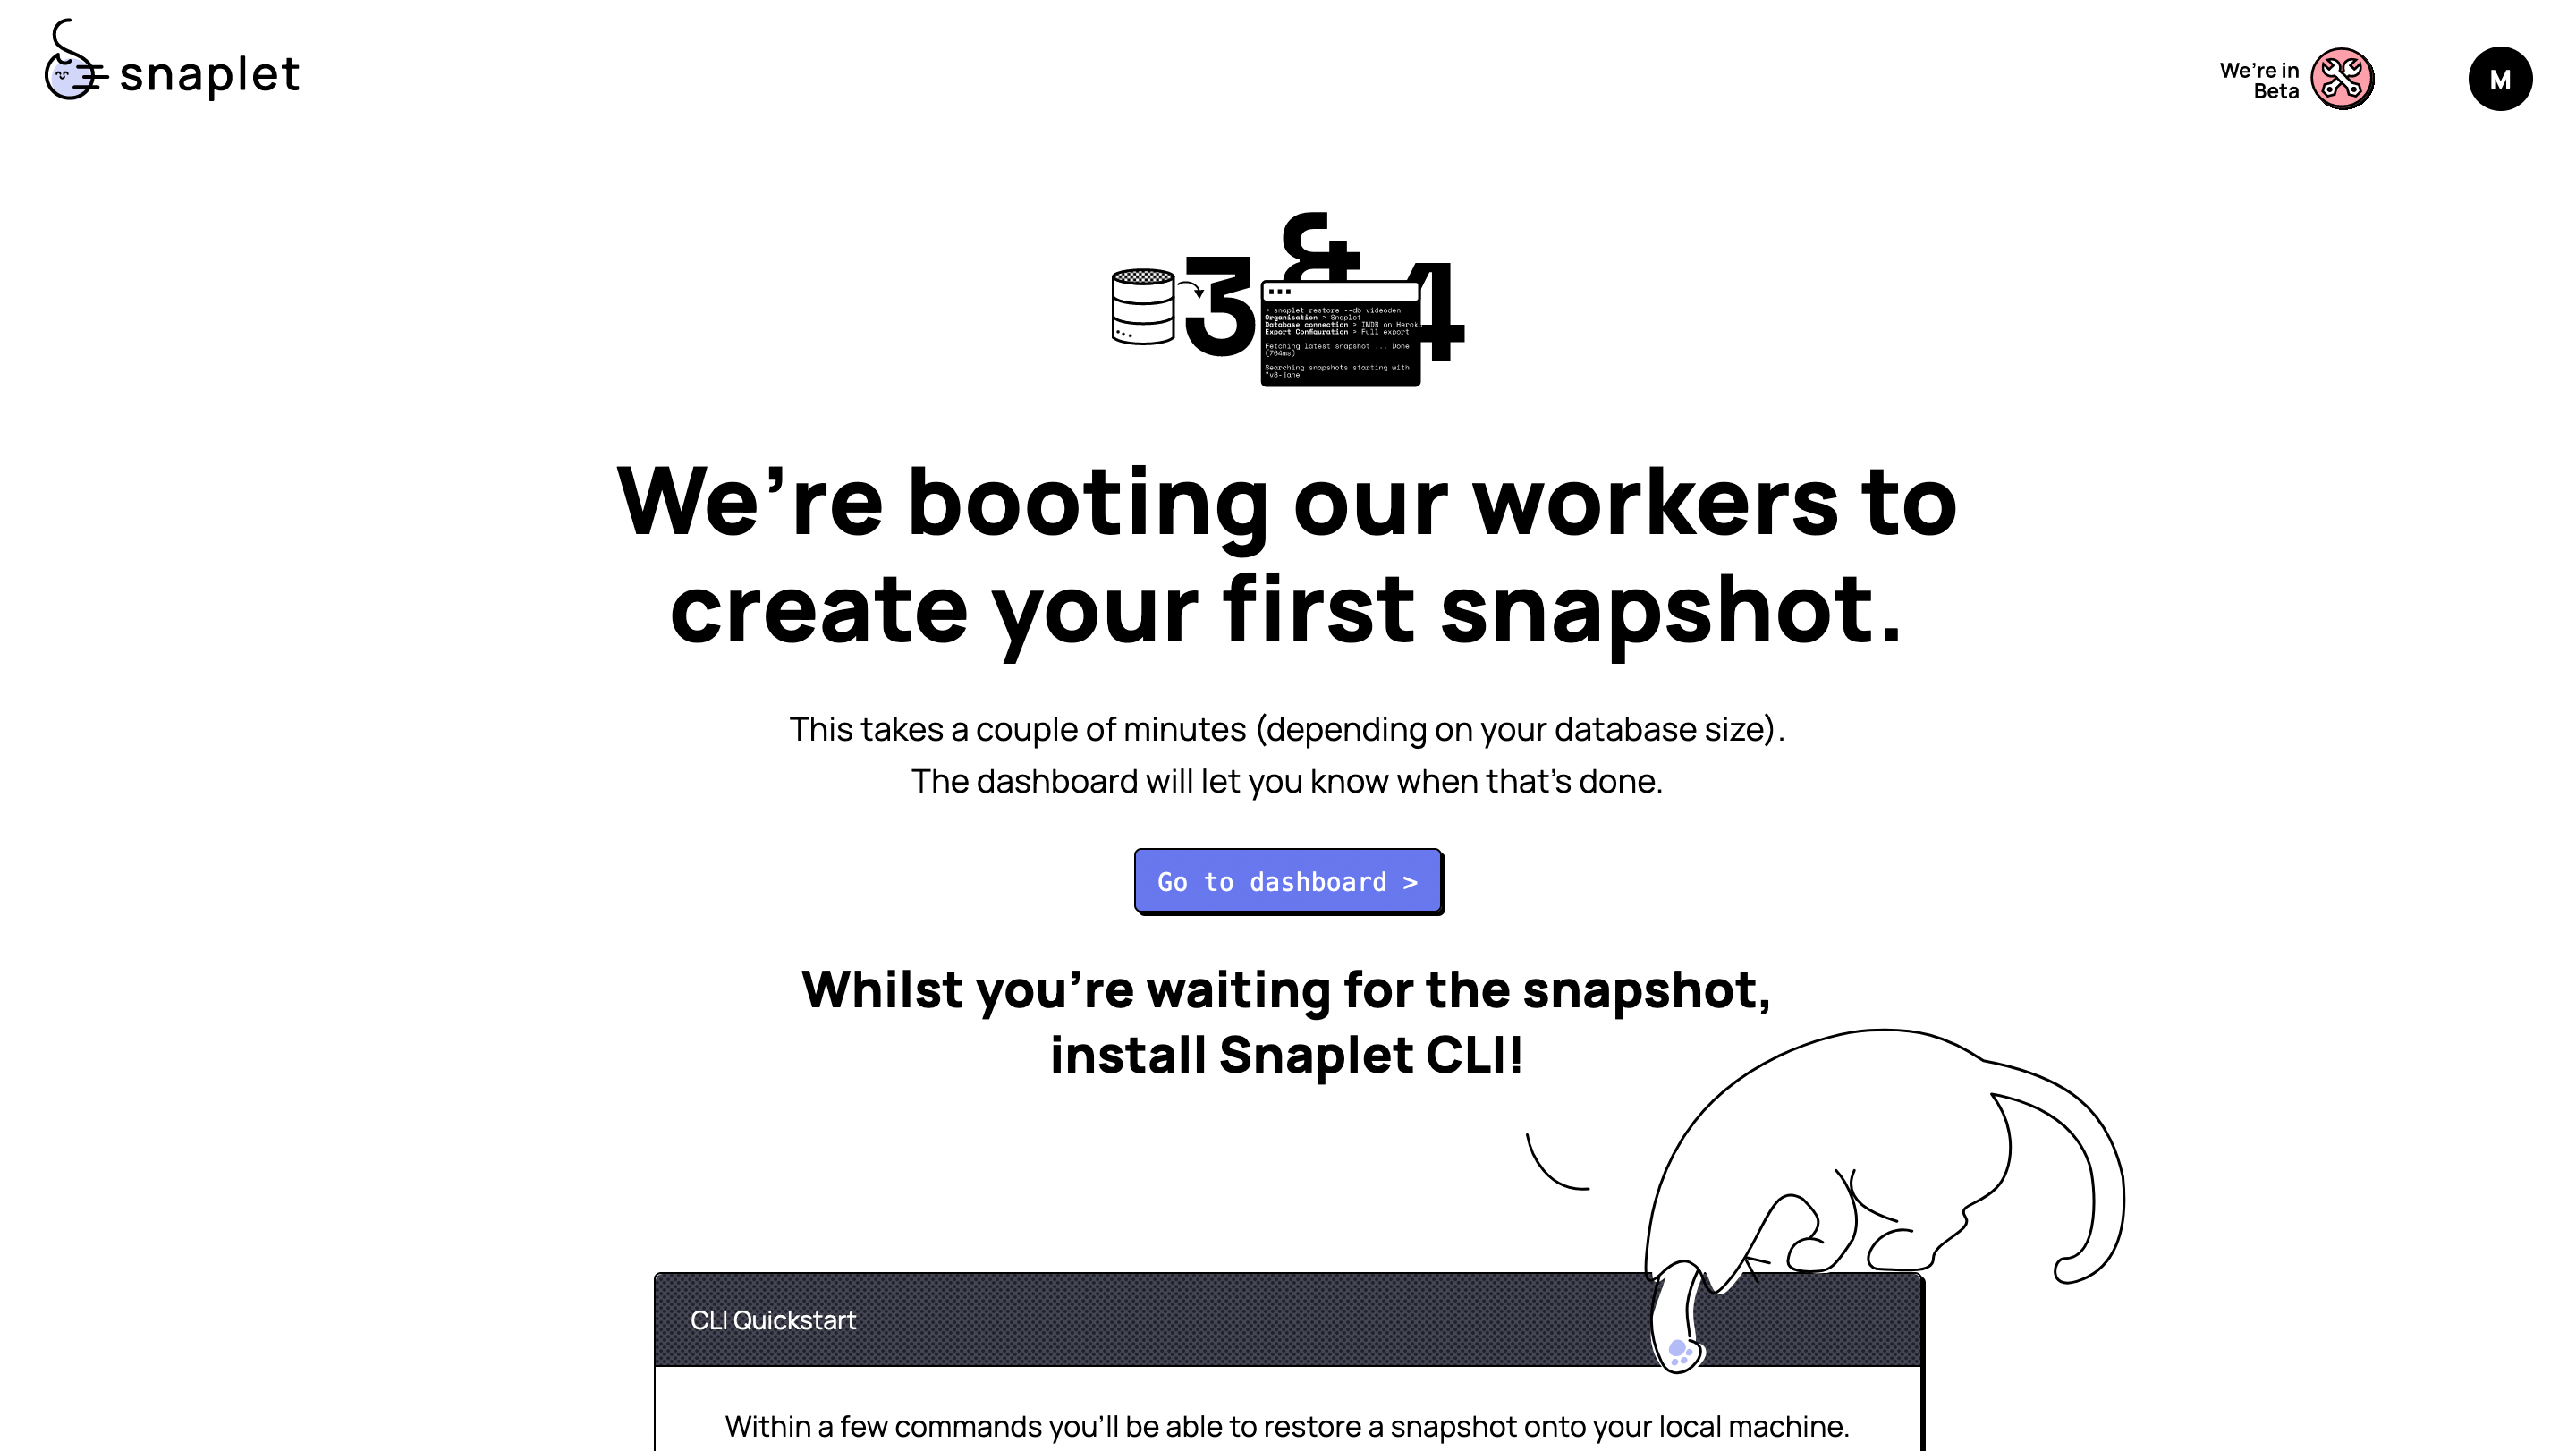 snaplet
We're in
Beta
M
3 & 4
→ snaplet restore --db videoden
Organisation > Snaplet
Database connection > IMDB on Heroku
Export Configuration > Full export
Fetching latest snapshot ... Done
(764ms)
Searching snapshots starting with
"v8-jane
We’re booting our workers to
create your first snapshot.
This takes a couple of minutes (depending on your database size).
The dashboard will let you know when that’s done.
Go to dashboard >
Whilst you’re waiting for the snapshot,
install Snaplet CLI!
CLI Quickstart
Within a few commands you’ll be able to restore a snapshot onto your local machine.